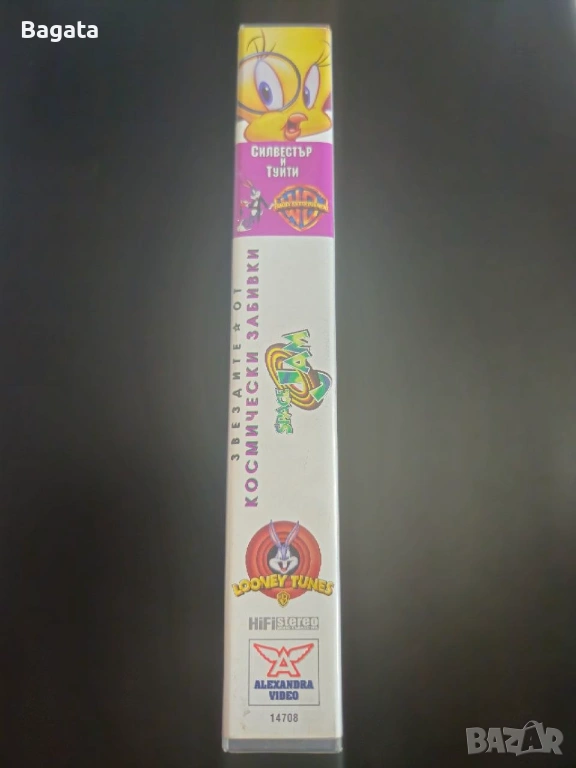 Bagata
СИЛВЕСТЪР
И
ТУИТИ
ЗВЕЗДИТЕ ★ ОТ
КОСМИЧЕСКИ ЗАБИВКИ
SPACE
JAM
LOONEY TUNES
HiFi stereo
ALEXANDRA
VIDEO
14708
BAZAR